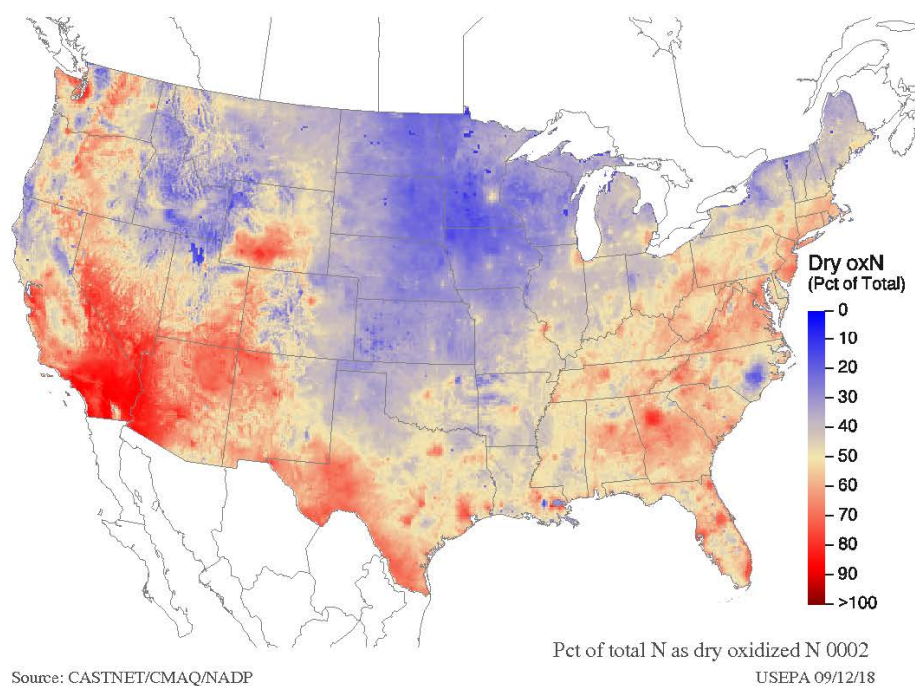 Dry oxN
(Pct of Total)
0
10
20
30
40
50
60
70
80
90
>100
Pct of total N as dry oxidized N 0002
Source: CASTNET/CMAQ/NADP
USEPA 09/12/18